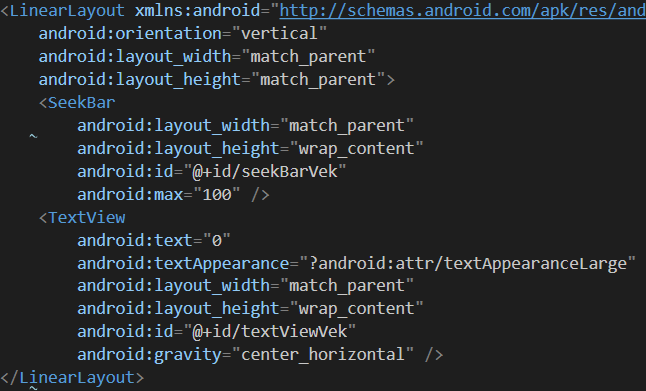 <LinearLayout xmlns:android="http://schemas.android.com/apk/res/and
    android:orientation="vertical"
    android:layout_width="match_parent"
    android:layout_height="match_parent">
    <SeekBar
        android:layout_width="match_parent"
        android:layout_height="wrap_content"
        android:id="@+id/seekBarVek"
        android:max="100" />
    <TextView
        android:text="0"
        android:textAppearance="?android:attr/textAppearanceLarge"
        android:layout_width="match_parent"
        android:layout_height="wrap_content"
        android:id="@+id/textViewVek"
        android:gravity="center_horizontal" />
</LinearLayout>